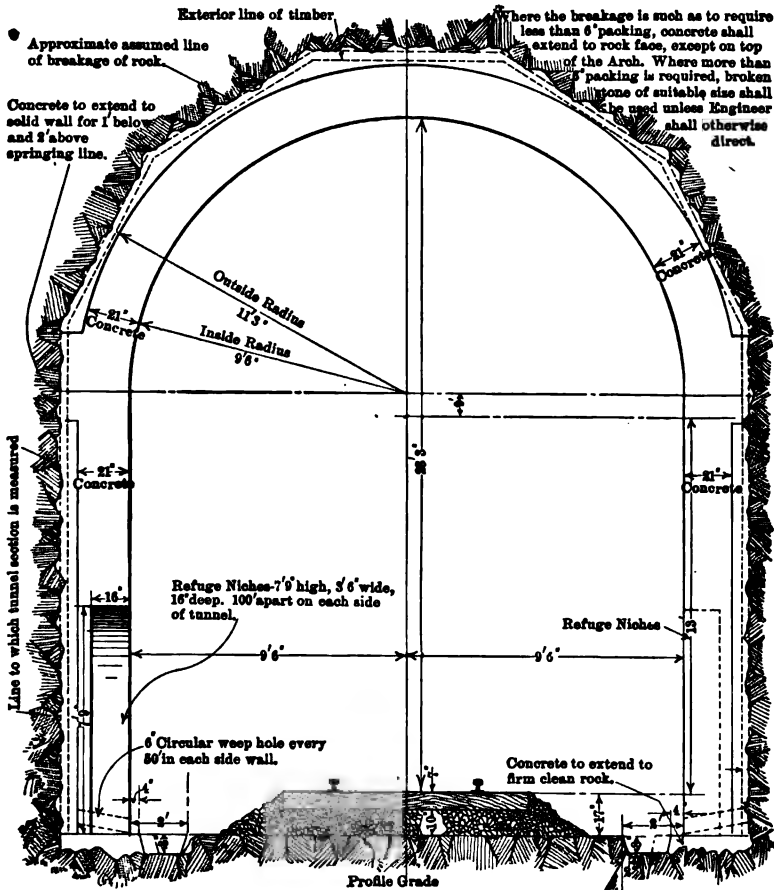 Exterior line of timber
Approximate assumed line
of breakage of rock.
Where the breakage is such as to require
less than 6" packing, concrete shall
extend to rock face, except on top
of the Arch. Where more than
packing is required, broken
stone of suitable size shall
be used unless Engineer
shall otherwise
direct.
Concrete to extend to
solid wall for 1' below
and 2' above
springing line.
Outside Radius
11'3"
Inside Radius
9'6"
21"
Concrete
21"
Concrete
21"
Concrete
21"
Concrete
Line to which tunnel section is measured
16"
Refuge Niches-7'9" high, 3'6" wide,
16" deep. 100' apart on each side
of tunnel.
Refuge Niches
13'
9'6"
9'6"
6" Circular weep hole every
50' in each side wall.
Concrete to extend to
firm clean rock.
4"
2'
10"
17"
4"
2'
Profile Grade